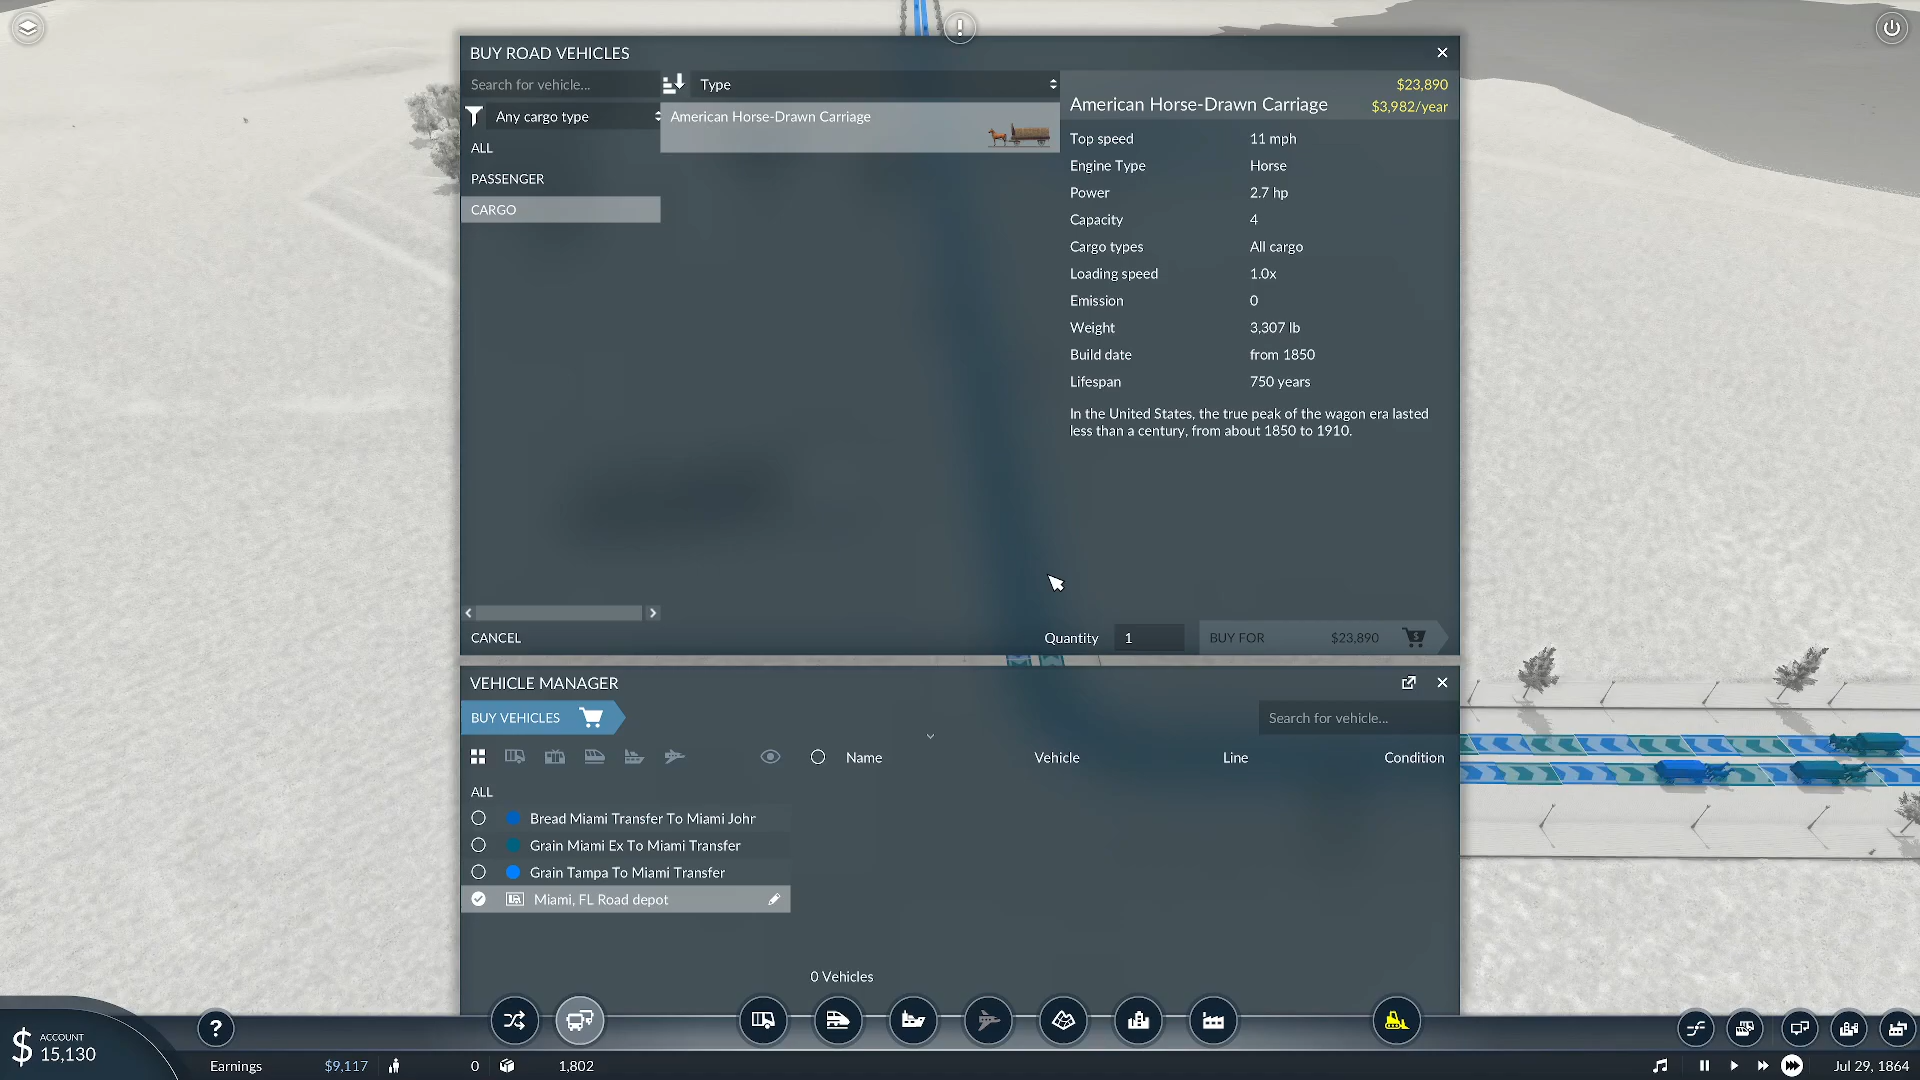 BUY ROAD VEHICLES
Search for vehicle...
Type
Any cargo type
ALL
PASSENGER
CARGO
American Horse-Drawn Carriage
American Horse-Drawn Carriage
$23,890
$3,982/year
Top speed 11 mph
Engine Type Horse
Power 2.7 hp
Capacity 4
Cargo types All cargo
Loading speed 1.0x
Emission 0
Weight 3,307 lb
Build date from 1850
Lifespan 750 years
In the United States, the true peak of the wagon era lasted
less than a century, from about 1850 to 1910.
CANCEL
Quantity 1
BUY FOR $23,890
VEHICLE MANAGER
BUY VEHICLES
Search for vehicle...
Name Vehicle Line Condition
ALL
Bread Miami Transfer To Miami Johr
Grain Miami Ex To Miami Transfer
Grain Tampa To Miami Transfer
Miami, FL Road depot
0 Vehicles
$ ACCOUNT
15,130
?
Earnings $9,117 0 1,802
Jul 29, 1864